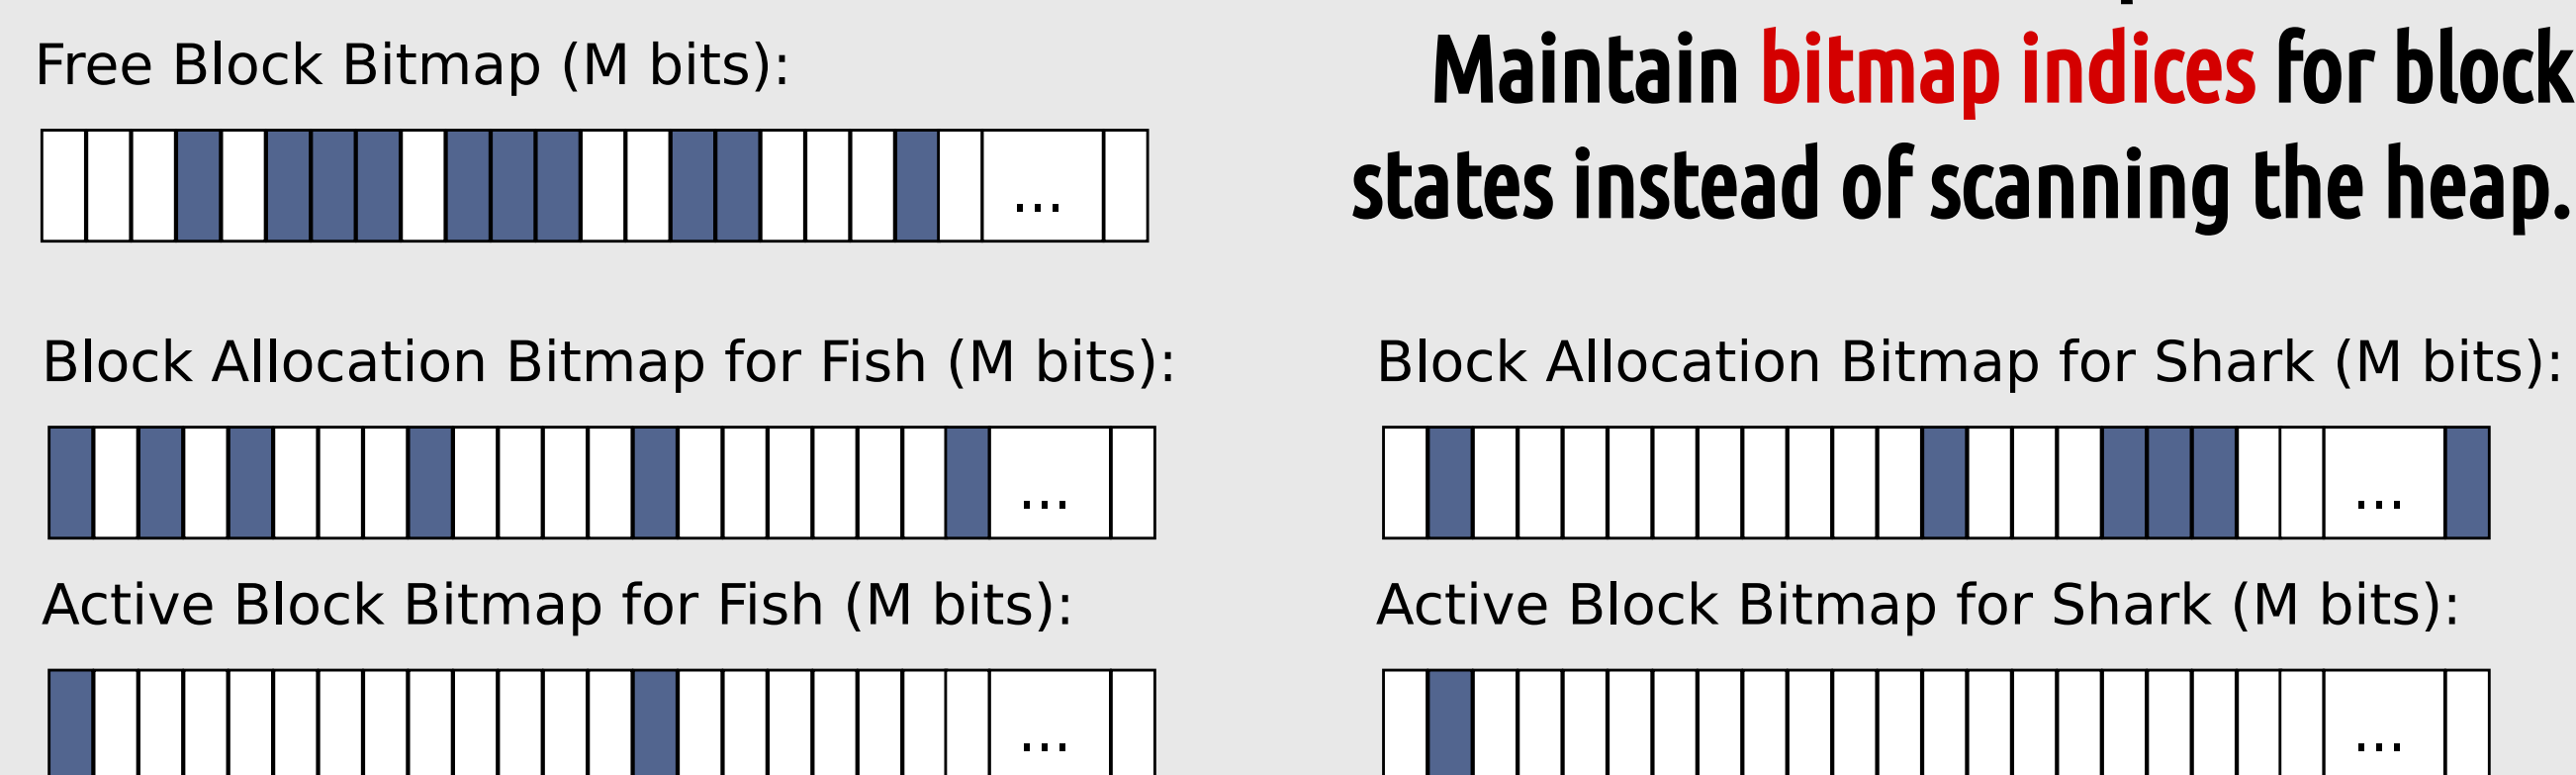 Free Block Bitmap (M bits):
...
Maintain bitmap indices for block
states instead of scanning the heap.
Block Allocation Bitmap for Fish (M bits):
...
Block Allocation Bitmap for Shark (M bits):
...
Active Block Bitmap for Fish (M bits):
...
Active Block Bitmap for Shark (M bits):
...